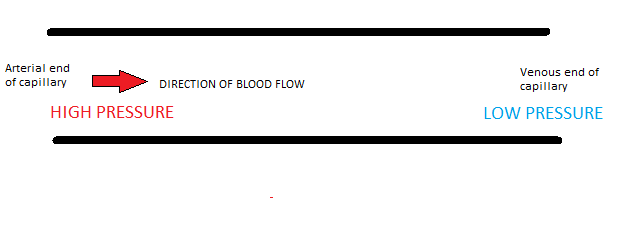 Arterial end
of capillary
DIRECTION OF BLOOD FLOW
Venous end of
capillary
HIGH PRESSURE
LOW PRESSURE
-